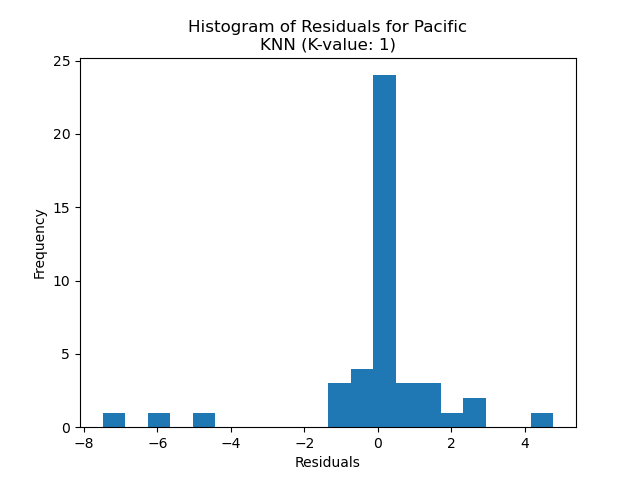 Histogram of Residuals for Pacific
KNN (K-value: 1)
25
20
15
10
5
0
Frequency
−8 −6 −4 −2 0 2 4
Residuals